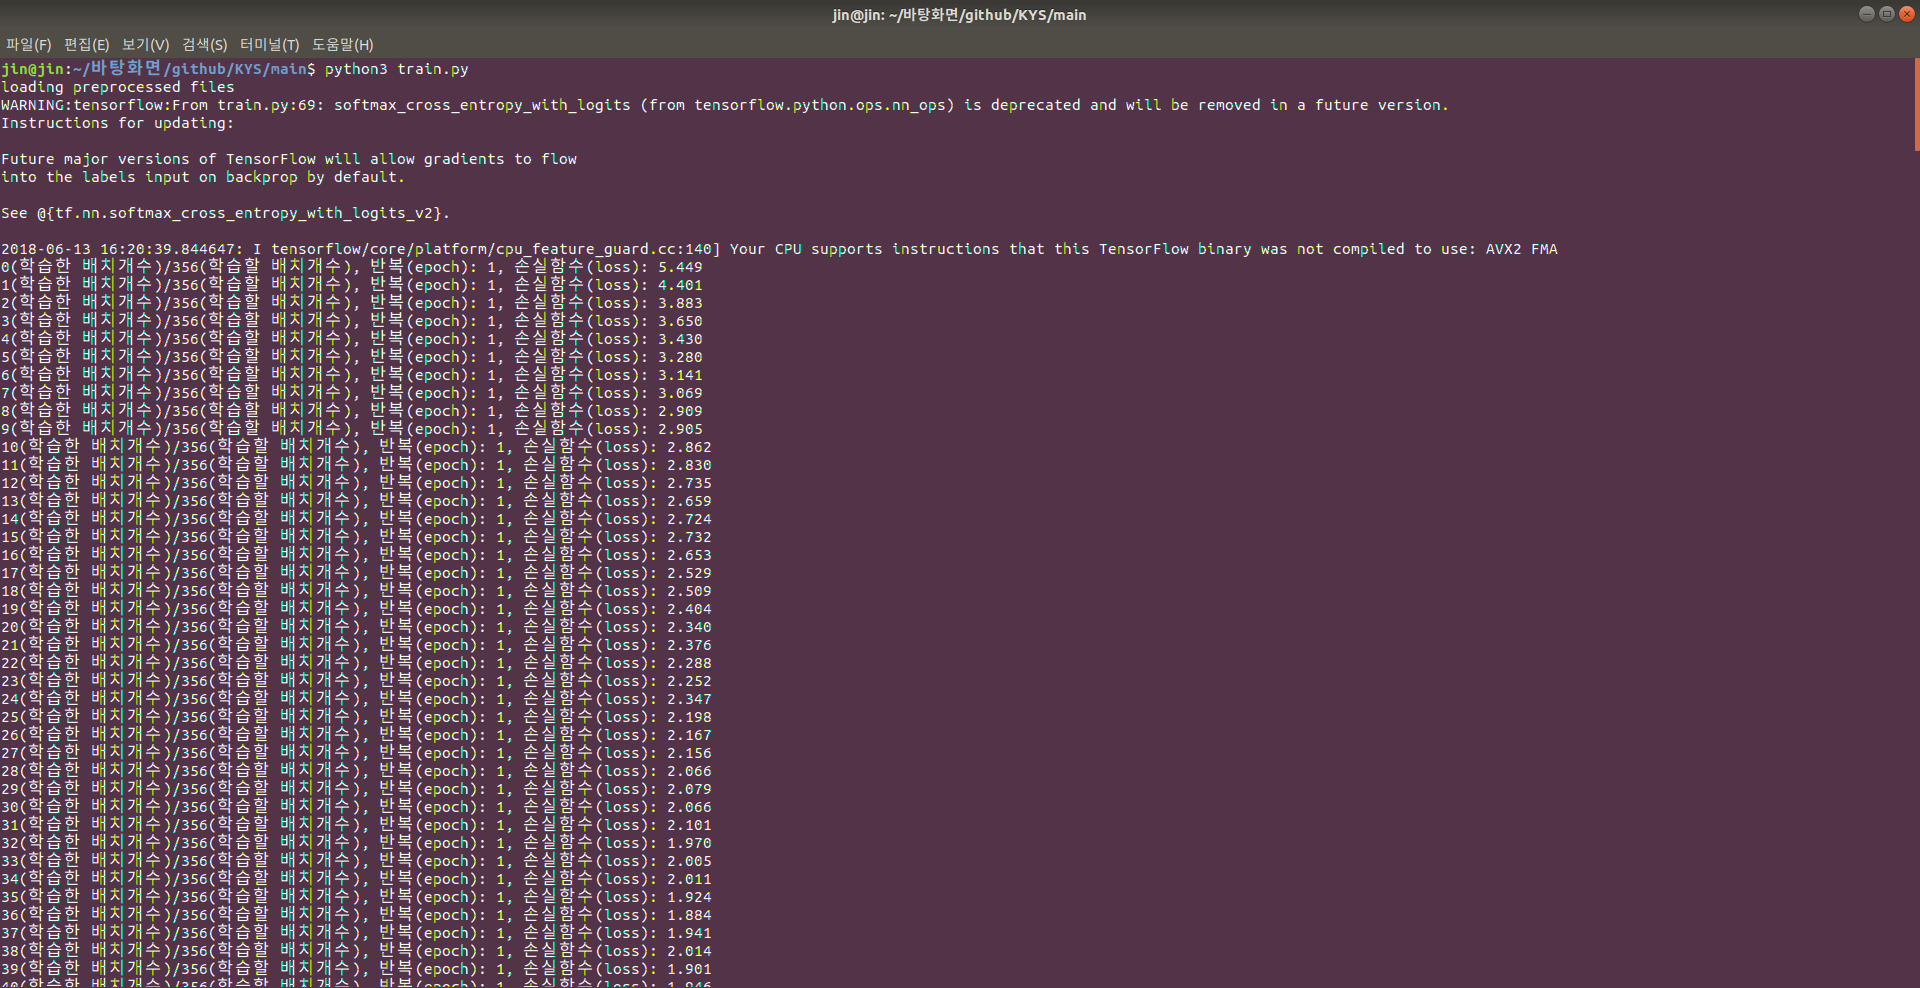 jin@jin: ~/바탕화면/github/KYS/main
파일(F) 편집(E) 보기(V) 검색(S) 터미널(T) 도움말(H)
jin@jin:~/바탕화면/github/KYS/main$ python3 train.py
loading preprocessed files
WARNING:tensorflow:From train.py:69: softmax_cross_entropy_with_logits (from tensorflow.python.ops.nn_ops) is deprecated and will be removed in a future version.
Instructions for updating:
Future major versions of TensorFlow will allow gradients to flow
into the labels input on backprop by default.
See @{tf.nn.softmax_cross_entropy_with_logits_v2}.
2018-06-13 16:20:39.844647: I tensorflow/core/platform/cpu_feature_guard.cc:140] Your CPU supports instructions that this TensorFlow binary was not compiled to use: AVX2 FMA
0(학습한 배치개수)/356(학습할 배치개수), 반복(epoch): 1, 손실함수(loss): 5.449
1(학습한 배치개수)/356(학습할 배치개수), 반복(epoch): 1, 손실함수(loss): 4.401
2(학습한 배치개수)/356(학습할 배치개수), 반복(epoch): 1, 손실함수(loss): 3.883
3(학습한 배치개수)/356(학습할 배치개수), 반복(epoch): 1, 손실함수(loss): 3.650
4(학습한 배치개수)/356(학습할 배치개수), 반복(epoch): 1, 손실함수(loss): 3.430
5(학습한 배치개수)/356(학습할 배치개수), 반복(epoch): 1, 손실함수(loss): 3.280
6(학습한 배치개수)/356(학습할 배치개수), 반복(epoch): 1, 손실함수(loss): 3.141
7(학습한 배치개수)/356(학습할 배치개수), 반복(epoch): 1, 손실함수(loss): 3.069
8(학습한 배치개수)/356(학습할 배치개수), 반복(epoch): 1, 손실함수(loss): 2.909
9(학습한 배치개수)/356(학습할 배치개수), 반복(epoch): 1, 손실함수(loss): 2.905
10(학습한 배치개수)/356(학습할 배치개수), 반복(epoch): 1, 손실함수(loss): 2.862
11(학습한 배치개수)/356(학습할 배치개수), 반복(epoch): 1, 손실함수(loss): 2.830
12(학습한 배치개수)/356(학습할 배치개수), 반복(epoch): 1, 손실함수(loss): 2.735
13(학습한 배치개수)/356(학습할 배치개수), 반복(epoch): 1, 손실함수(loss): 2.659
14(학습한 배치개수)/356(학습할 배치개수), 반복(epoch): 1, 손실함수(loss): 2.724
15(학습한 배치개수)/356(학습할 배치개수), 반복(epoch): 1, 손실함수(loss): 2.732
16(학습한 배치개수)/356(학습할 배치개수), 반복(epoch): 1, 손실함수(loss): 2.653
17(학습한 배치개수)/356(학습할 배치개수), 반복(epoch): 1, 손실함수(loss): 2.529
18(학습한 배치개수)/356(학습할 배치개수), 반복(epoch): 1, 손실함수(loss): 2.509
19(학습한 배치개수)/356(학습할 배치개수), 반복(epoch): 1, 손실함수(loss): 2.404
20(학습한 배치개수)/356(학습할 배치개수), 반복(epoch): 1, 손실함수(loss): 2.340
21(학습한 배치개수)/356(학습할 배치개수), 반복(epoch): 1, 손실함수(loss): 2.376
22(학습한 배치개수)/356(학습할 배치개수), 반복(epoch): 1, 손실함수(loss): 2.288
23(학습한 배치개수)/356(학습할 배치개수), 반복(epoch): 1, 손실함수(loss): 2.252
24(학습한 배치개수)/356(학습할 배치개수), 반복(epoch): 1, 손실함수(loss): 2.347
25(학습한 배치개수)/356(학습할 배치개수), 반복(epoch): 1, 손실함수(loss): 2.198
26(학습한 배치개수)/356(학습할 배치개수), 반복(epoch): 1, 손실함수(loss): 2.167
27(학습한 배치개수)/356(학습할 배치개수), 반복(epoch): 1, 손실함수(loss): 2.156
28(학습한 배치개수)/356(학습할 배치개수), 반복(epoch): 1, 손실함수(loss): 2.066
29(학습한 배치개수)/356(학습할 배치개수), 반복(epoch): 1, 손실함수(loss): 2.079
30(학습한 배치개수)/356(학습할 배치개수), 반복(epoch): 1, 손실함수(loss): 2.066
31(학습한 배치개수)/356(학습할 배치개수), 반복(epoch): 1, 손실함수(loss): 2.101
32(학습한 배치개수)/356(학습할 배치개수), 반복(epoch): 1, 손실함수(loss): 1.970
33(학습한 배치개수)/356(학습할 배치개수), 반복(epoch): 1, 손실함수(loss): 2.005
34(학습한 배치개수)/356(학습할 배치개수), 반복(epoch): 1, 손실함수(loss): 2.011
35(학습한 배치개수)/356(학습할 배치개수), 반복(epoch): 1, 손실함수(loss): 1.924
36(학습한 배치개수)/356(학습할 배치개수), 반복(epoch): 1, 손실함수(loss): 1.884
37(학습한 배치개수)/356(학습할 배치개수), 반복(epoch): 1, 손실함수(loss): 1.941
38(학습한 배치개수)/356(학습할 배치개수), 반복(epoch): 1, 손실함수(loss): 2.014
39(학습한 배치개수)/356(학습할 배치개수), 반복(epoch): 1, 손실함수(loss): 1.901